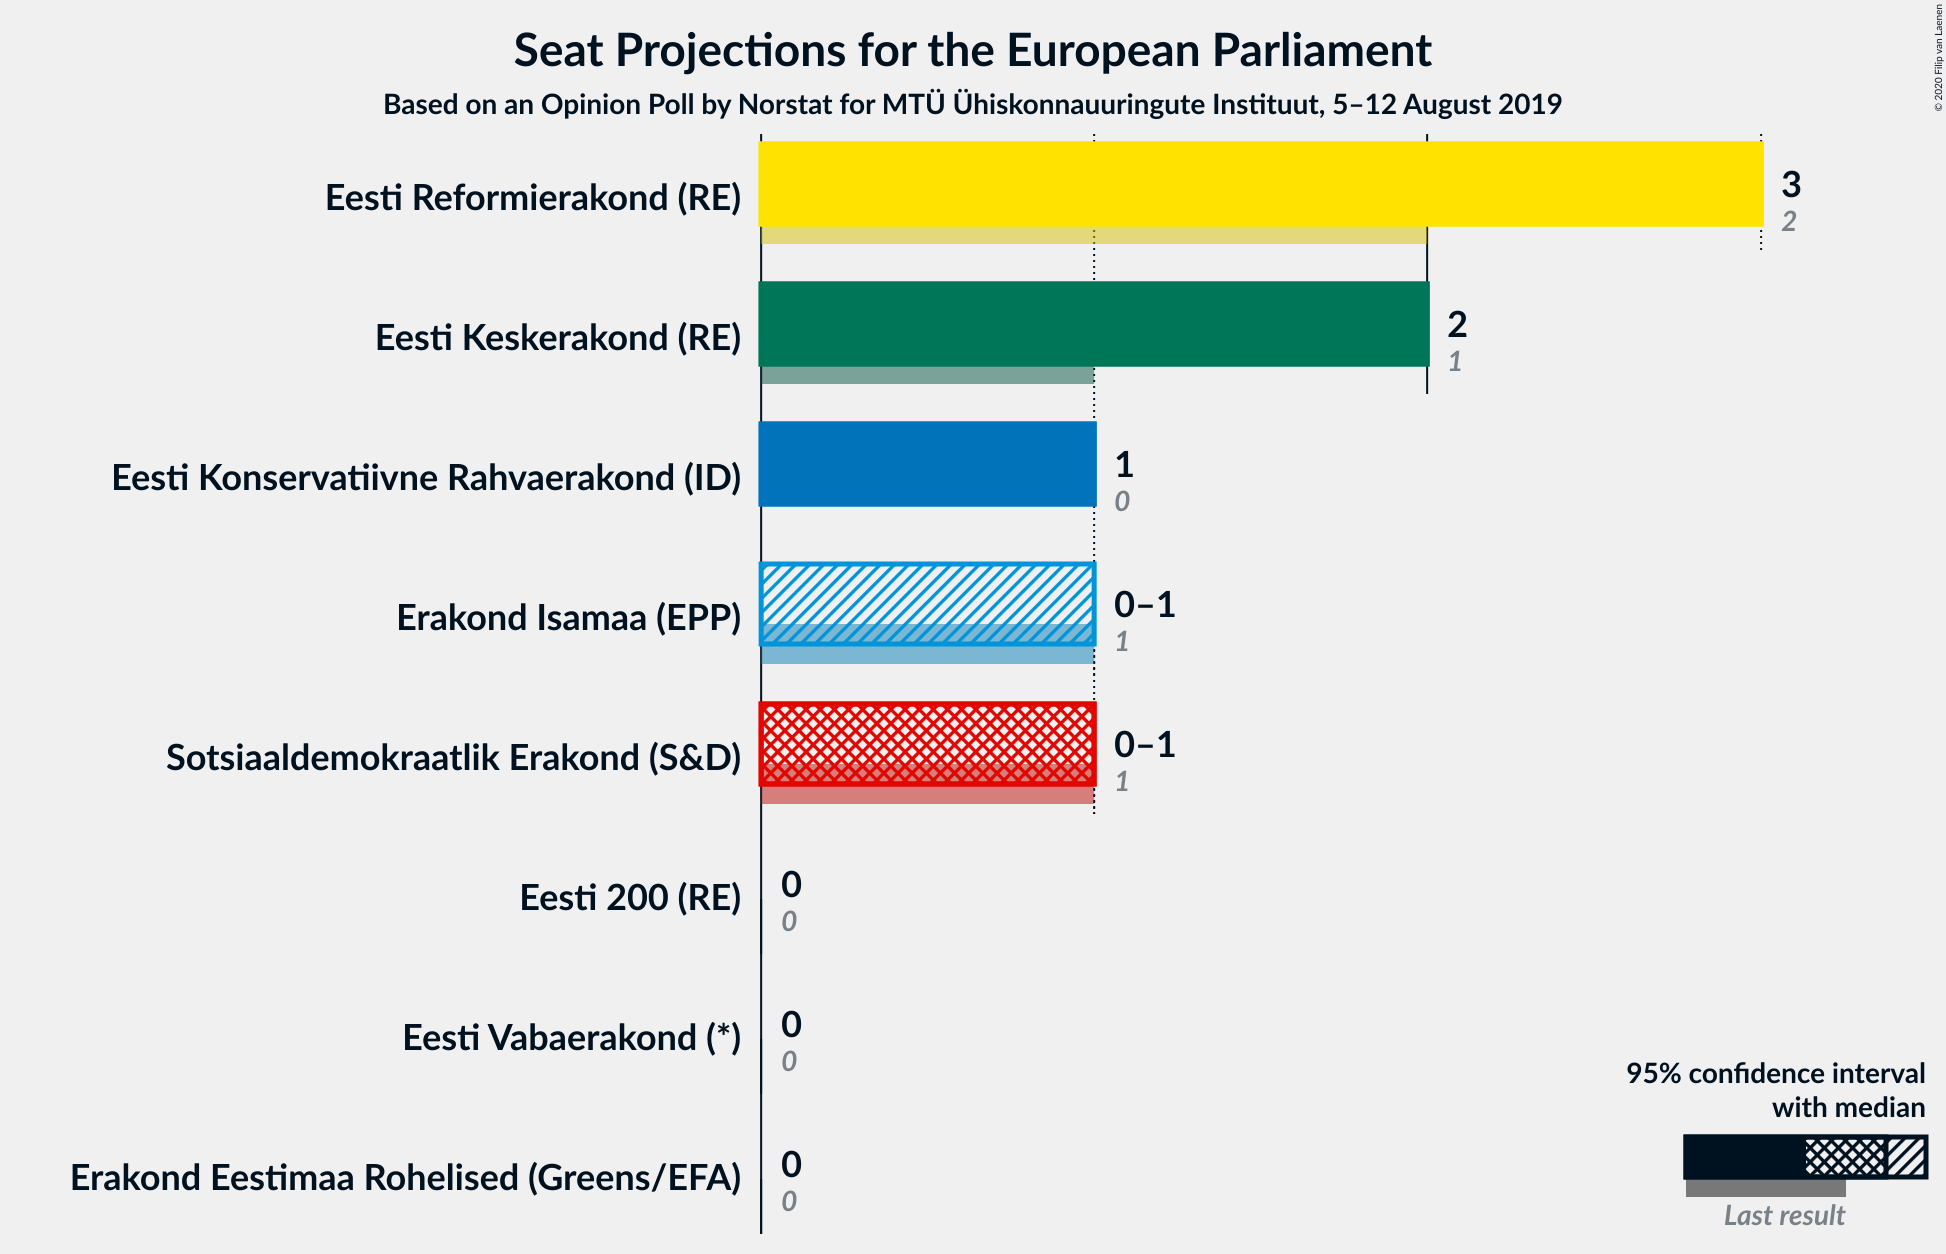 Seat Projections for the European Parliament
Based on an Opinion Poll by Norstat for MTÜ Ühiskonnauuringute Instituut, 5–12 August 2019
© 2020 Filip van Laenen
Eesti Reformierakond (RE)
3
2
Eesti Keskerakond (RE)
2
1
Eesti Konservatiivne Rahvaerakond (ID)
1
0
Erakond Isamaa (EPP)
0–1
1
Sotsiaaldemokraatlik Erakond (S&D)
0–1
1
Eesti 200 (RE)
0
0
Eesti Vabaerakond (*)
0
0
Erakond Eestimaa Rohelised (Greens/EFA)
0
0
95% confidence interval
with median
Last result